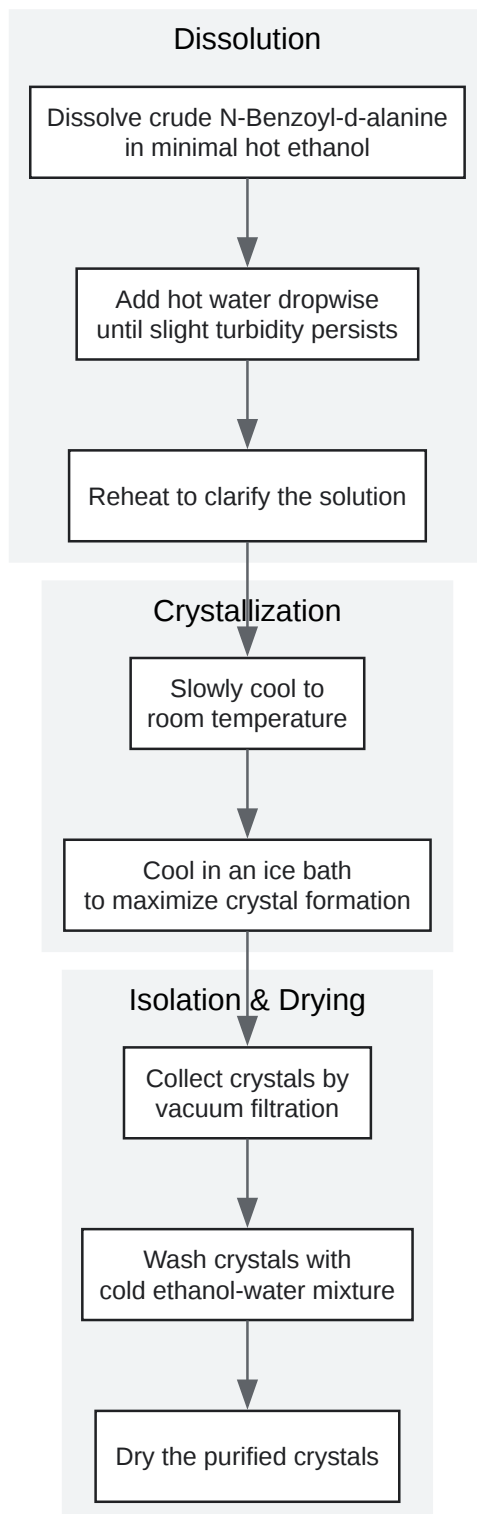 Dissolution
Dissolve crude N-Benzoyl-d-alanine
in minimal hot ethanol
Add hot water dropwise
until slight turbidity persists
Reheat to clarify the solution
Crystallization
Slowly cool to
room temperature
Cool in an ice bath
to maximize crystal formation
Isolation & Drying
Collect crystals by
vacuum filtration
Wash crystals with
cold ethanol-water mixture
Dry the purified crystals